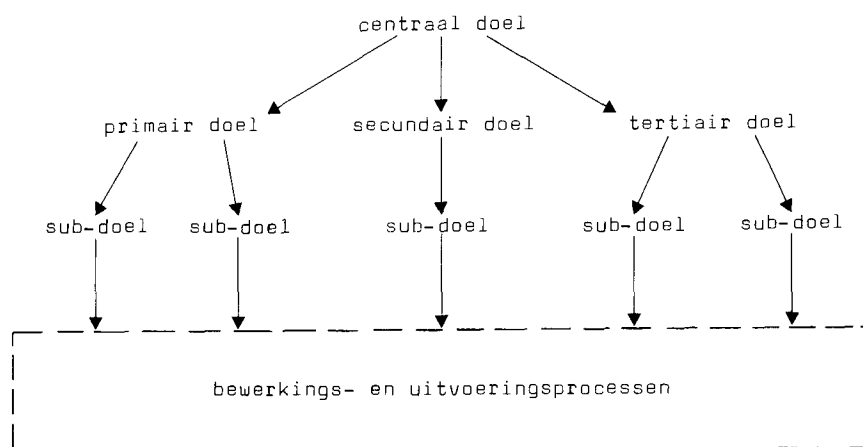 centraal doel
primair doel secundair doel tertiair doel
sub-doel sub-doel sub-doel sub-doel sub-doel
bewerkings- en uitvoeringsprocessen